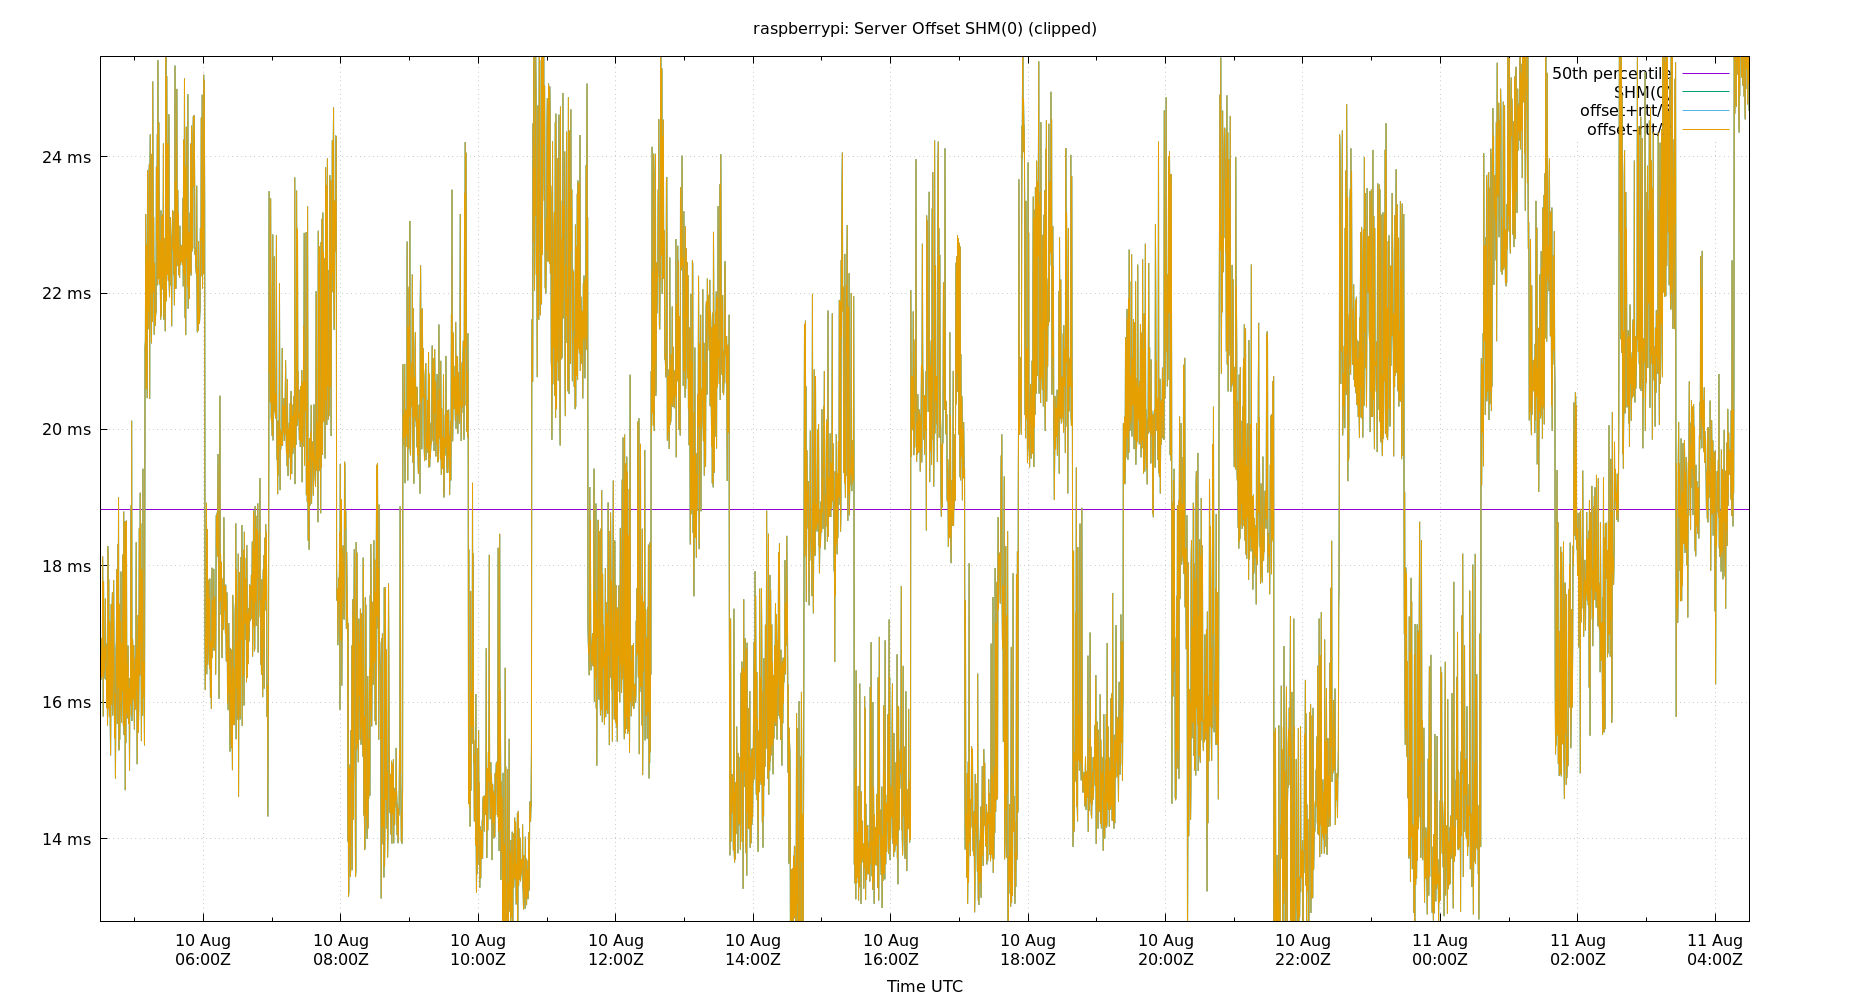 raspberrypi: Server Offset SHM(0) (clipped)
50th percentile
SHM(0)
offset+rtt/2
offset-rtt/2
24 ms
22 ms
20 ms
18 ms
16 ms
14 ms
10 Aug 10 Aug 10 Aug 10 Aug 10 Aug 10 Aug 10 Aug 10 Aug 10 Aug 11 Aug 11 Aug 11 Aug
06:00Z 08:00Z 10:00Z 12:00Z 14:00Z 16:00Z 18:00Z 20:00Z 22:00Z 00:00Z 02:00Z 04:00Z
Time UTC